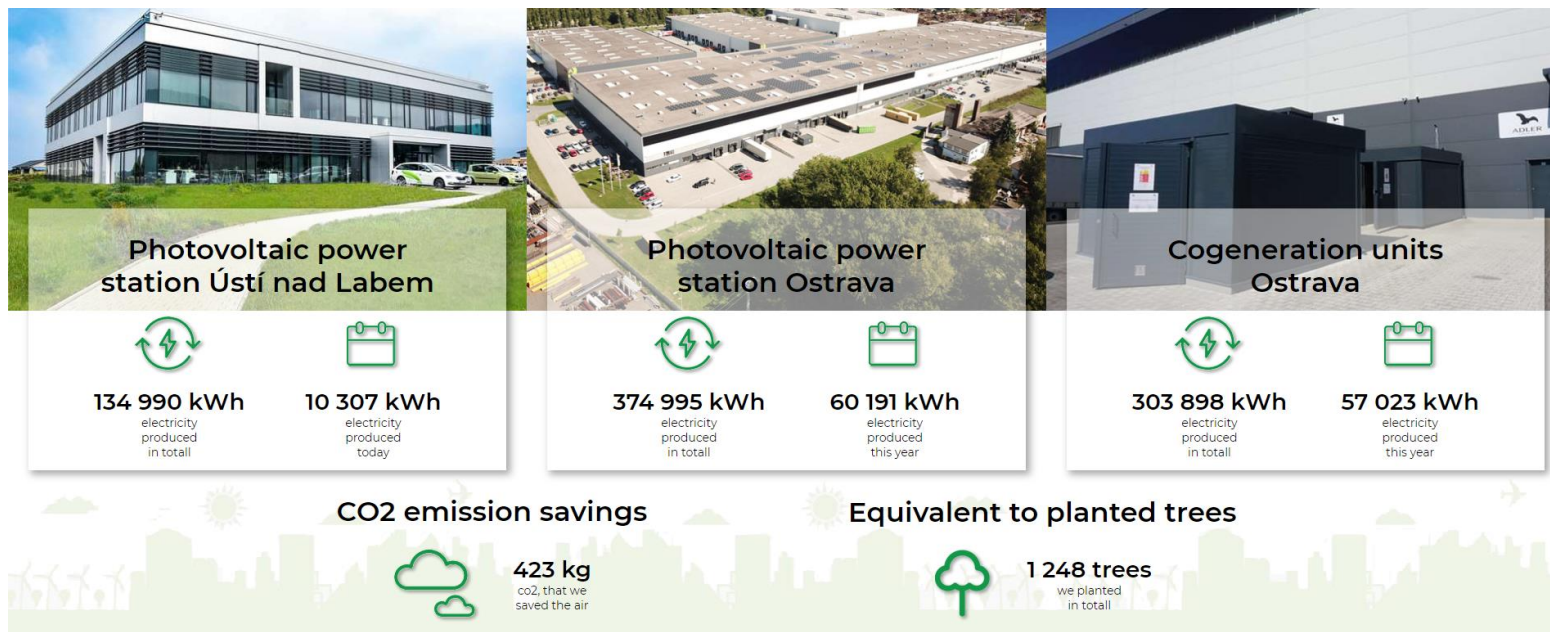 ADLER
Photovoltaic power
station Ústí nad Labem
134 990 kWh
electricity
produced
in totall
10 307 kWh
electricity
produced
today
Photovoltaic power
station Ostrava
374 995 kWh
electricity
produced
in totall
60 191 kWh
electricity
produced
this year
Cogeneration units
Ostrava
303 898 kWh
electricity
produced
in totall
57 023 kWh
electricity
produced
this year
CO2 emission savings
423 kg
co2, that we
saved the air
Equivalent to planted trees
1 248 trees
we planted
in totall